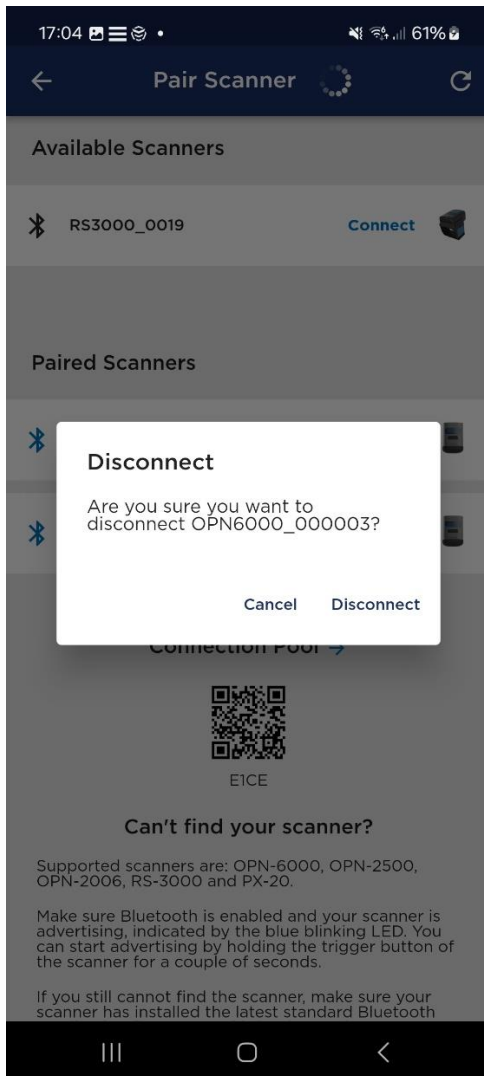 17:04
61%
Pair Scanner
Available Scanners
RS3000_0019
Connect
Paired Scanners
Disconnect
Are you sure you want to
disconnect OPN6000_000003?
Cancel Disconnect
Connection Pool →
E1CE
Can't find your scanner?
Supported scanners are: OPN-6000, OPN-2500,
OPN-2006, RS-3000 and PX-20.
Make sure Bluetooth is enabled and your scanner is
advertising, indicated by the blue blinking LED. You
can start advertising by holding the trigger button of
the scanner for a couple of seconds.
If you still cannot find the scanner, make sure your
scanner has installed the latest standard Bluetooth